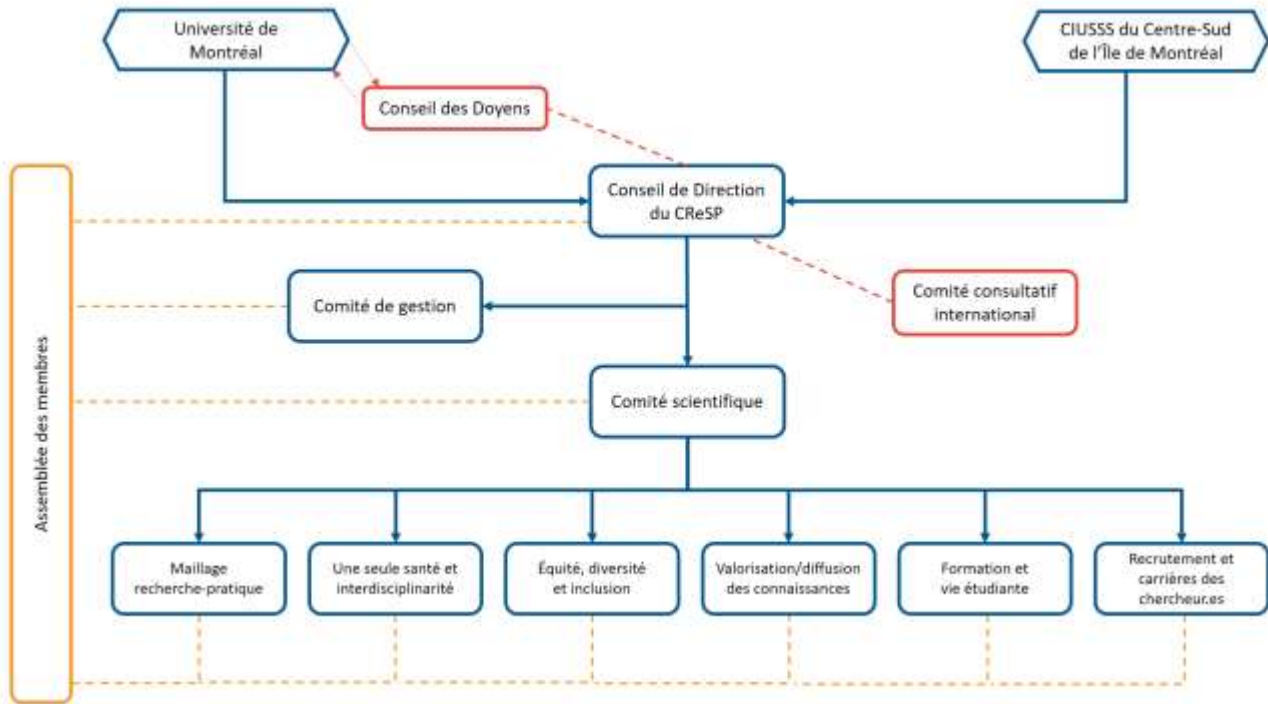 Université de
Montréal
CIUSSS du Centre-Sud
de l'Île de Montréal
Conseil des Doyens
Conseil de Direction
du CReSP
Comité de gestion
Comité consultatif
international
Comité scientifique
Assemblée des membres
Maillage
recherche-pratique
Une seule santé et
interdisciplinarité
Équité, diversité
et inclusion
Valorisation/diffusion
des connaissances
Formation et
vie étudiante
Recrutement et
carrières des
chercheur.es